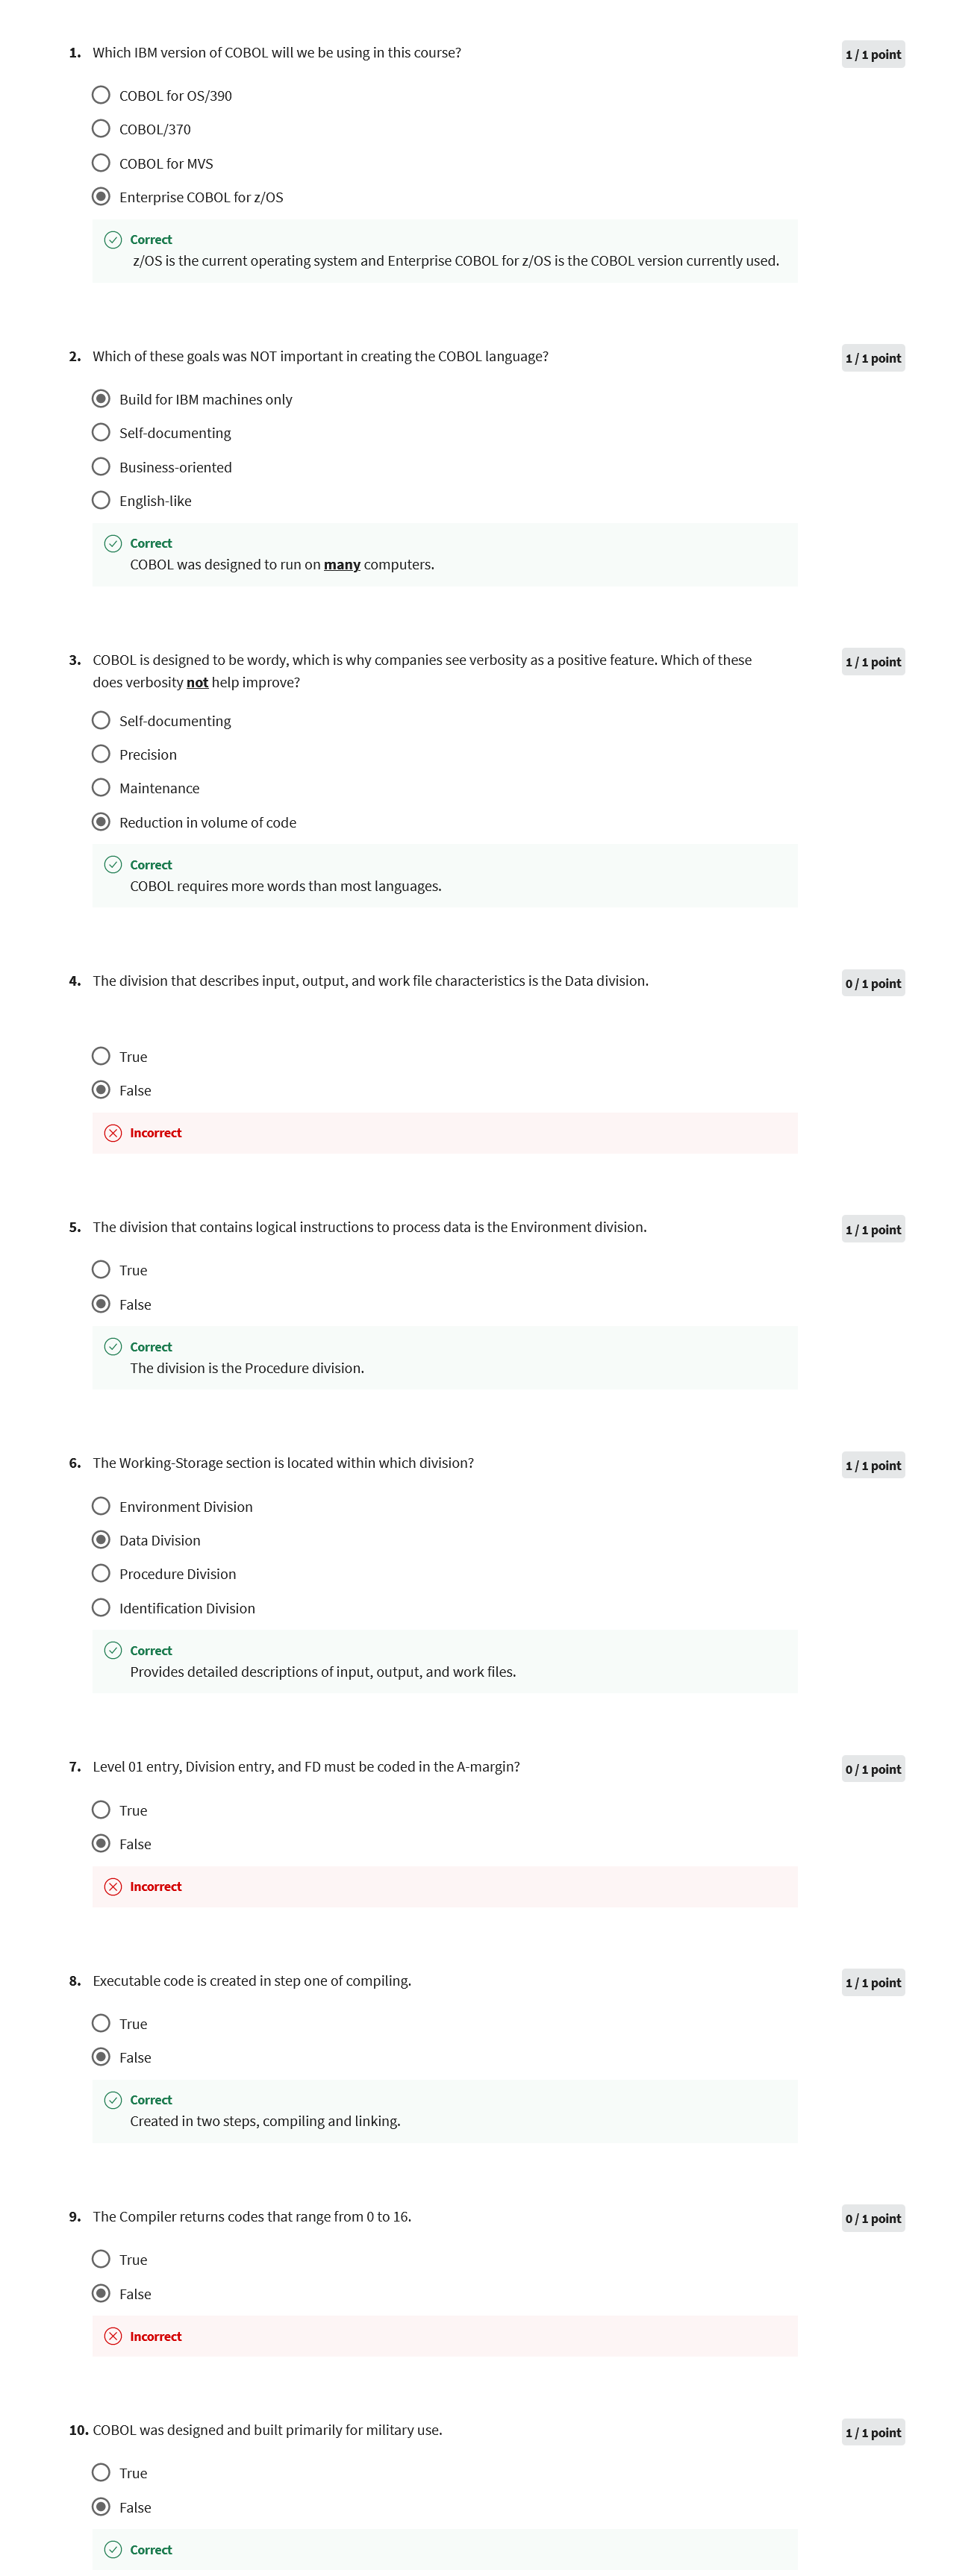 1. Which IBM version of COBOL will we be using in this course?
1 / 1 point
COBOL for OS/390
COBOL/370
COBOL for MVS
Enterprise COBOL for z/OS
Correct
z/OS is the current operating system and Enterprise COBOL for z/OS is the COBOL version currently used.
2. Which of these goals was NOT important in creating the COBOL language?
1 / 1 point
Build for IBM machines only
Self-documenting
Business-oriented
English-like
Correct
COBOL was designed to run on many computers.
3. COBOL is designed to be wordy, which is why companies see verbosity as a positive feature. Which of these
does verbosity not help improve?
1 / 1 point
Self-documenting
Precision
Maintenance
Reduction in volume of code
Correct
COBOL requires more words than most languages.
4. The division that describes input, output, and work file characteristics is the Data division.
0 / 1 point
True
False
Incorrect
5. The division that contains logical instructions to process data is the Environment division.
1 / 1 point
True
False
Correct
The division is the Procedure division.
6. The Working-Storage section is located within which division?
1 / 1 point
Environment Division
Data Division
Procedure Division
Identification Division
Correct
Provides detailed descriptions of input, output, and work files.
7. Level 01 entry, Division entry, and FD must be coded in the A-margin?
0 / 1 point
True
False
Incorrect
8. Executable code is created in step one of compiling.
1 / 1 point
True
False
Correct
Created in two steps, compiling and linking.
9. The Compiler returns codes that range from 0 to 16.
0 / 1 point
True
False
Incorrect
10. COBOL was designed and built primarily for military use.
1 / 1 point
True
False
Correct